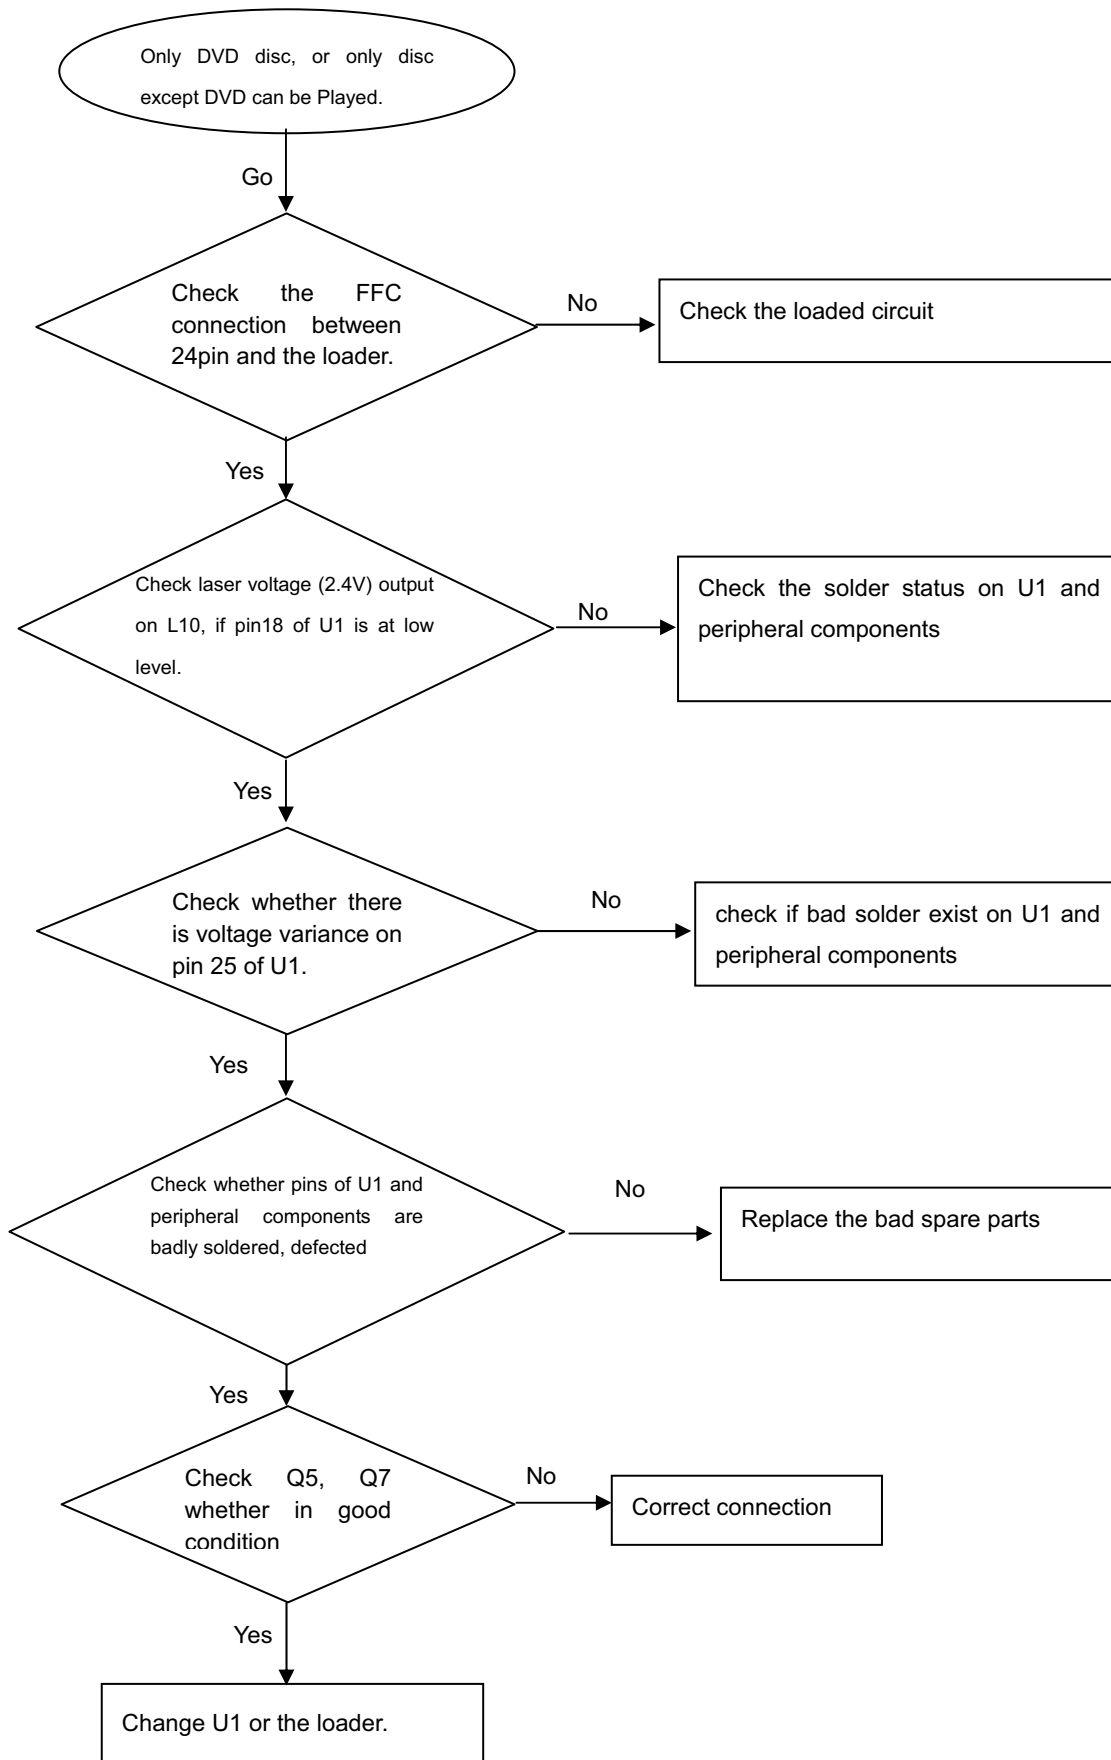 Only DVD disc, or only disc
except DVD can be Played.
Go
Check the FFC
connection between
24pin and the loader.
No
Check the loaded circuit
Yes
Check laser voltage (2.4V) output
on L10, if pin18 of U1 is at low
level.
No
Check the solder status on U1 and
peripheral components
Yes
Check whether there
is voltage variance on
pin 25 of U1.
No
check if bad solder exist on U1 and
peripheral components
Yes
Check whether pins of U1 and
peripheral components are
badly soldered, defected
No
Replace the bad spare parts
Yes
Check Q5, Q7
whether in good
condition
No
Correct connection
Yes
Change U1 or the loader.